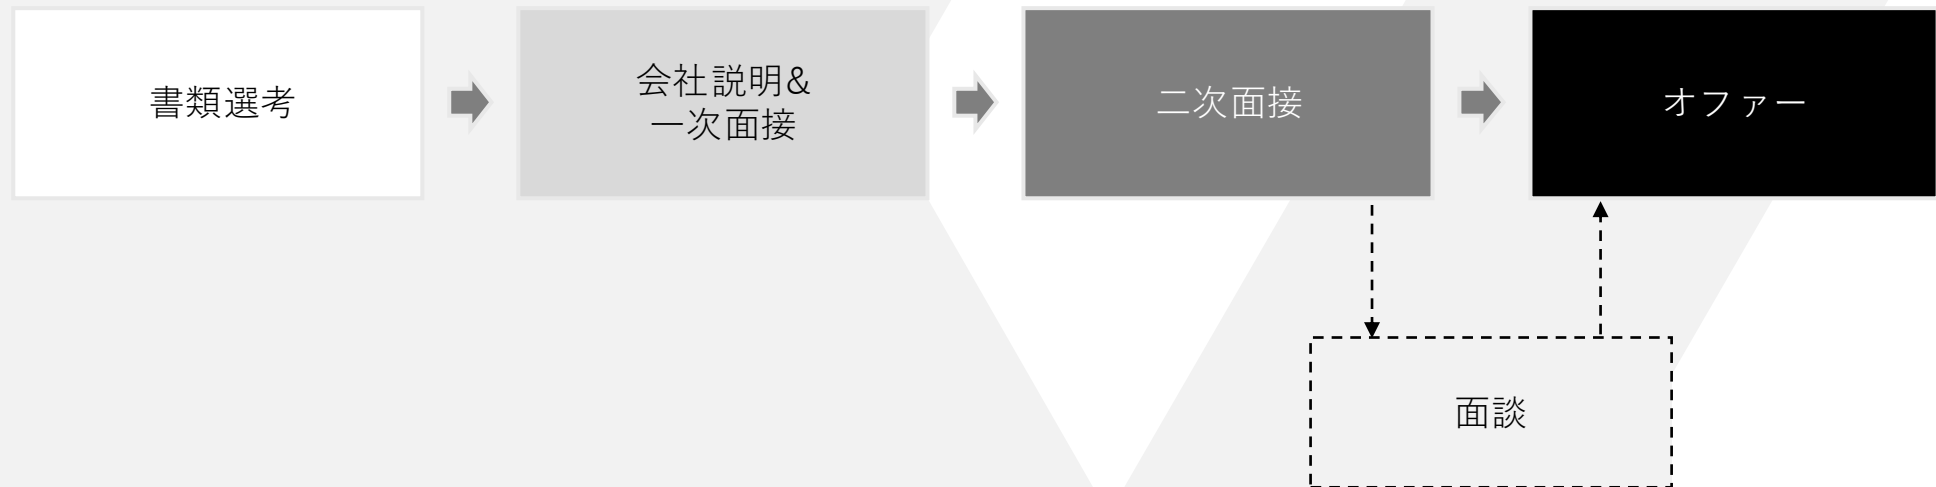 書類選考
会社説明&
一次面接
二次面接
オファー
面談